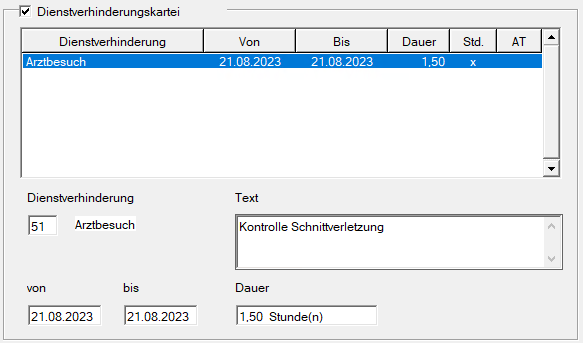 Dienstverhinderungskartei
Dienstverhinderung Von Bis Dauer Std. AT
Arztbesuch 21.08.2023 21.08.2023 1,50 x
Dienstverhinderung Text
51 Arztbesuch Kontrolle Schnittverletzung
von bis Dauer
21.08.2023 21.08.2023 1,50 Stunde(n)